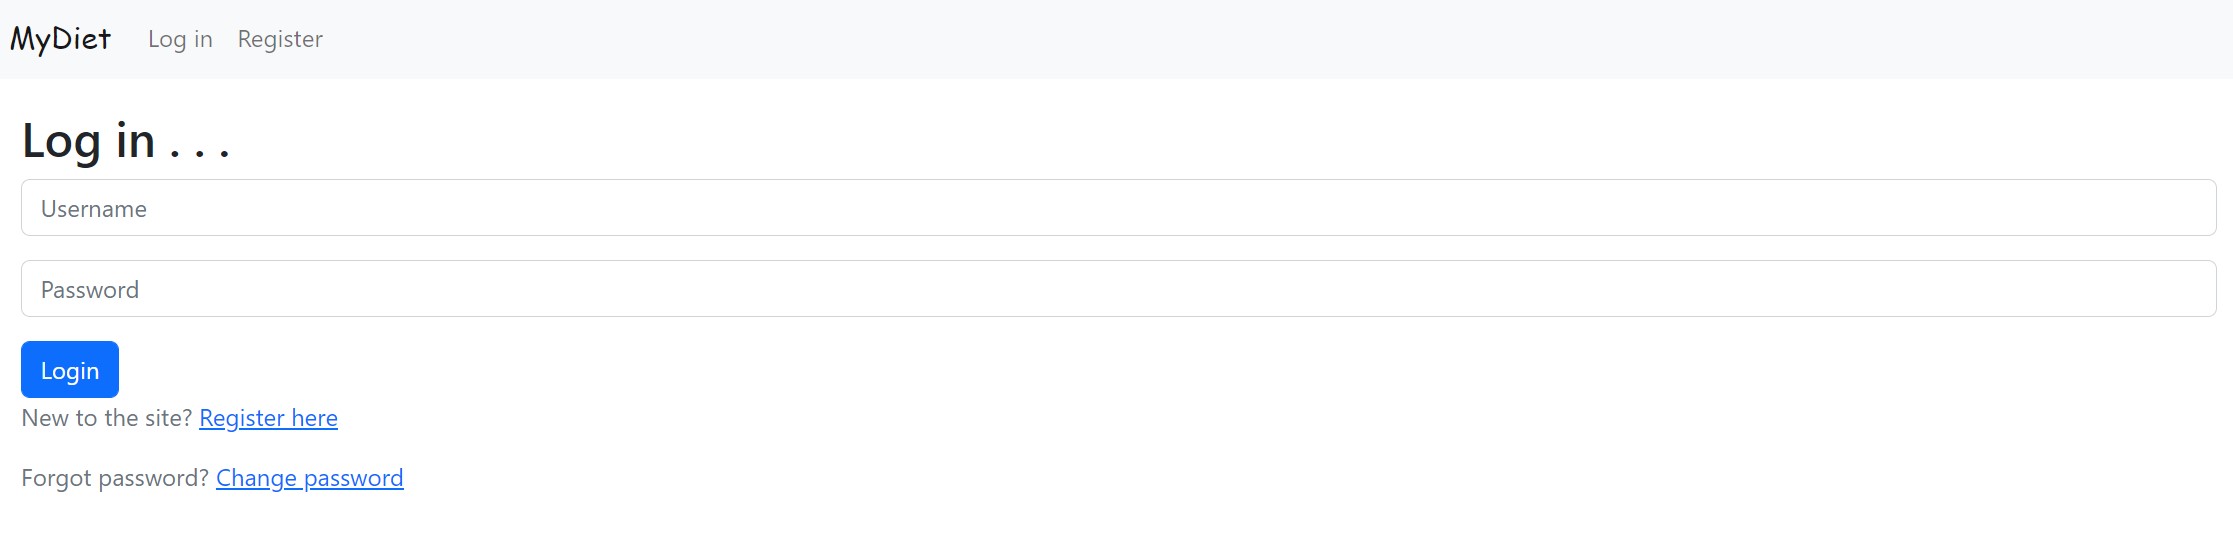 MyDiet Log in Register
Log in . . .
Username
Password
Login
New to the site? Register here
Forgot password? Change password